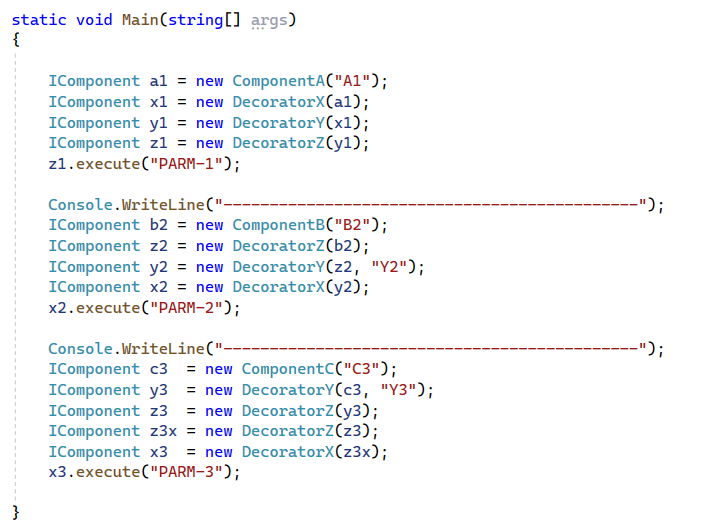 static void Main(string[] args)
{
IComponent a1 = new ComponentA("A1");
IComponent x1 = new DecoratorX(a1);
IComponent y1 = new DecoratorY(x1);
IComponent z1 = new DecoratorZ(y1);
z1.execute("PARM-1");
Console.WriteLine("---------------------------------------------");
IComponent b2 = new ComponentB("B2");
IComponent z2 = new DecoratorZ(b2);
IComponent y2 = new DecoratorY(z2, "Y2");
IComponent x2 = new DecoratorX(y2);
x2.execute("PARM-2");
Console.WriteLine("---------------------------------------------");
IComponent c3  = new ComponentC("C3");
IComponent y3  = new DecoratorY(c3, "Y3");
IComponent z3  = new DecoratorZ(y3);
IComponent z3x = new DecoratorZ(z3);
IComponent x3  = new DecoratorX(z3x);
x3.execute("PARM-3");
}